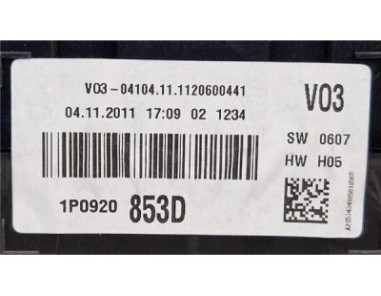 V03-04104.11.1120600441
04.11.2011 17:09 02 1234
V03
SW 0607
HW H05
1P0920 853D